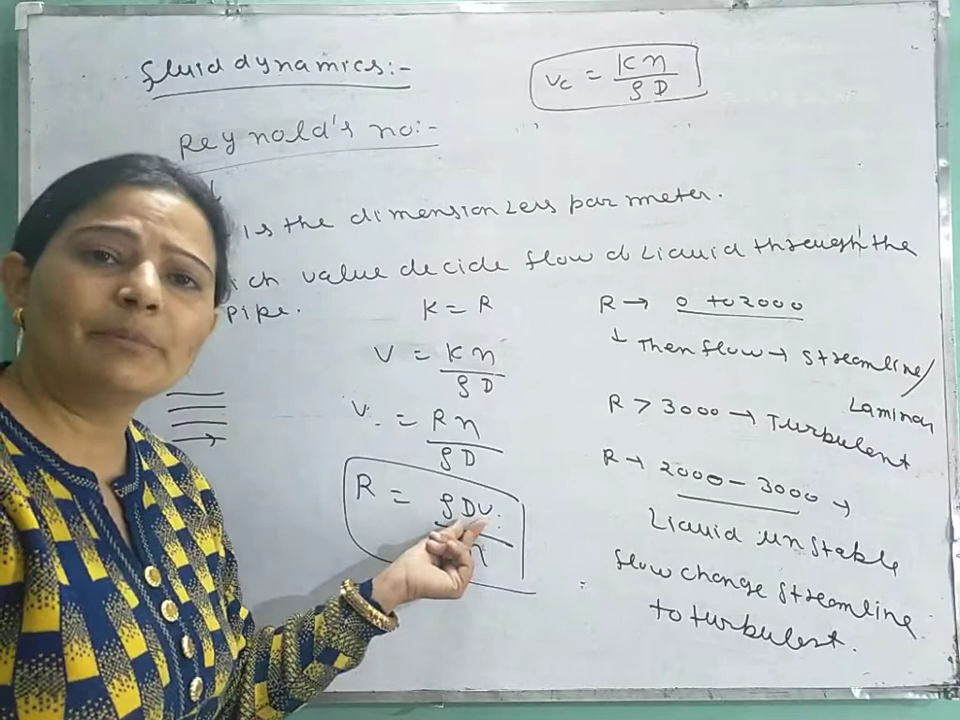 fluid dynamics:-
Vc = Kη / ρD
Reynold's no:-
↓
is the dimensionless parmeter.
ich value decide flow of Liquid through the
pipe.
K = R
V = Kη / ρD
V = Rη / ρD
R = ρDv / η
R → 0 to 2000
↓ Then flow → streamline/
Laminar
R > 3000 → Turbulent
R → 2000 - 3000 →
Liquid unstable
flow change streamline
to turbulent.